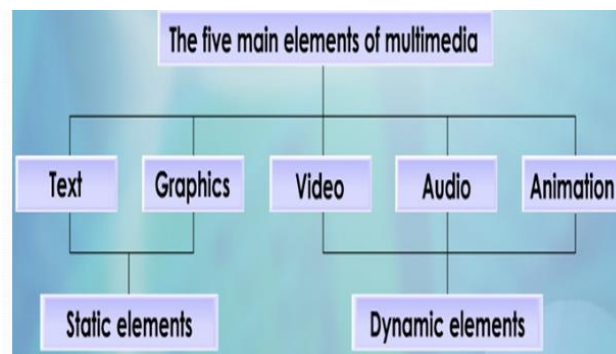 The five main elements of multimedia
Text
Graphics
Video
Audio
Animation
Static elements
Dynamic elements